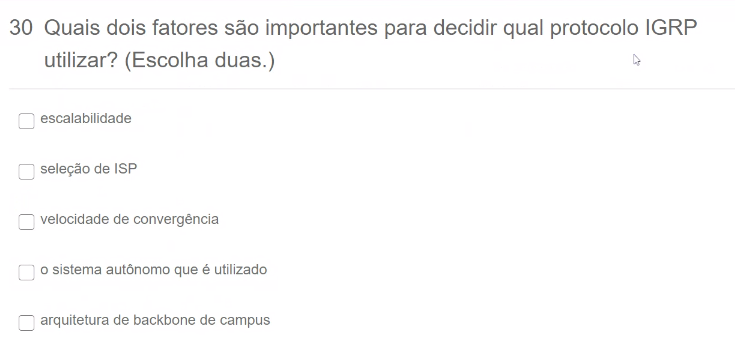 30 Quais dois fatores são importantes para decidir qual protocolo IGRP
utilizar? (Escolha duas.)
escalabilidade
seleção de ISP
velocidade de convergência
o sistema autônomo que é utilizado
arquitetura de backbone de campus